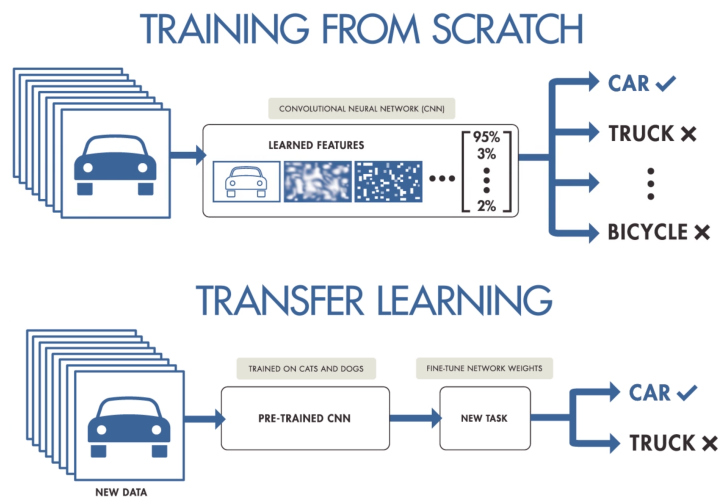 TRAINING FROM SCRATCH
CONVOLUTIONAL NEURAL NETWORK (CNN)
LEARNED FEATURES
95%
3%
2%
CAR
TRUCK
BICYCLE
TRANSFER LEARNING
TRAINED ON CATS AND DOGS
FINE-TUNE NETWORK WEIGHTS
PRE-TRAINED CNN
NEW TASK
CAR
TRUCK
NEW DATA